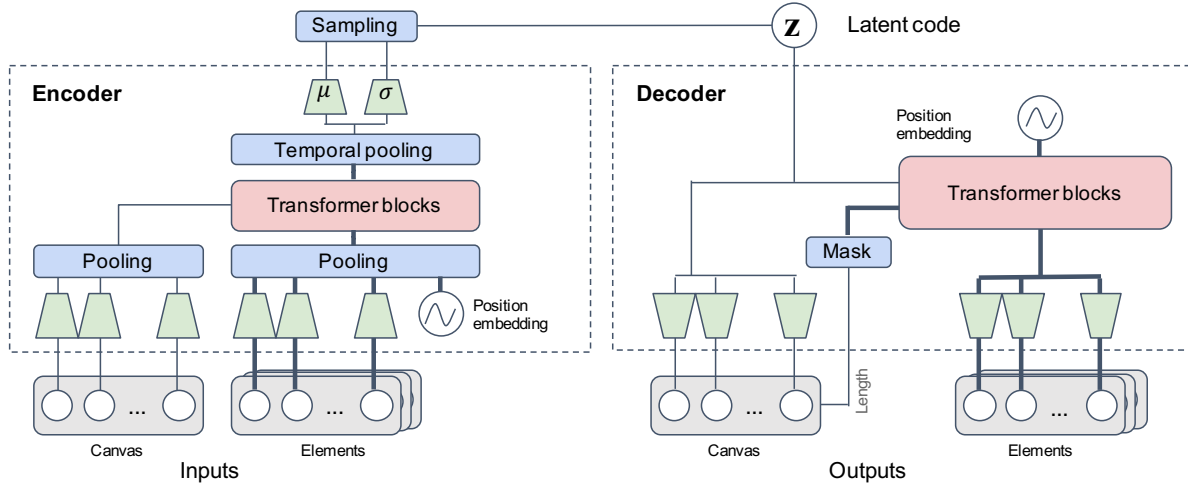 Sampling
z
Latent code
Encoder
μ
σ
Temporal pooling
Transformer blocks
Pooling
Pooling
Position
embedding
...
...
Canvas
Elements
Inputs
Decoder
Position
embedding
Transformer blocks
Mask
Length
...
...
Canvas
Elements
Outputs